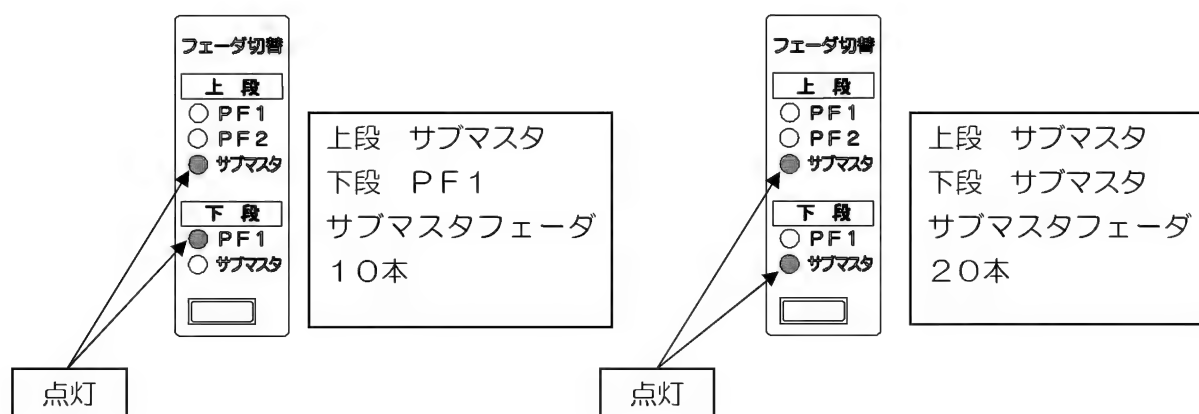 フェーダ切替
上 段
PF1
PF2
サブマスタ
下 段
PF1
サブマスタ
上段 サブマスタ
下段 PF1
サブマスタフェーダ
10本
点灯
フェーダ切替
上 段
PF1
PF2
サブマスタ
下 段
PF1
サブマスタ
上段 サブマスタ
下段 サブマスタ
サブマスタフェーダ
20本
点灯